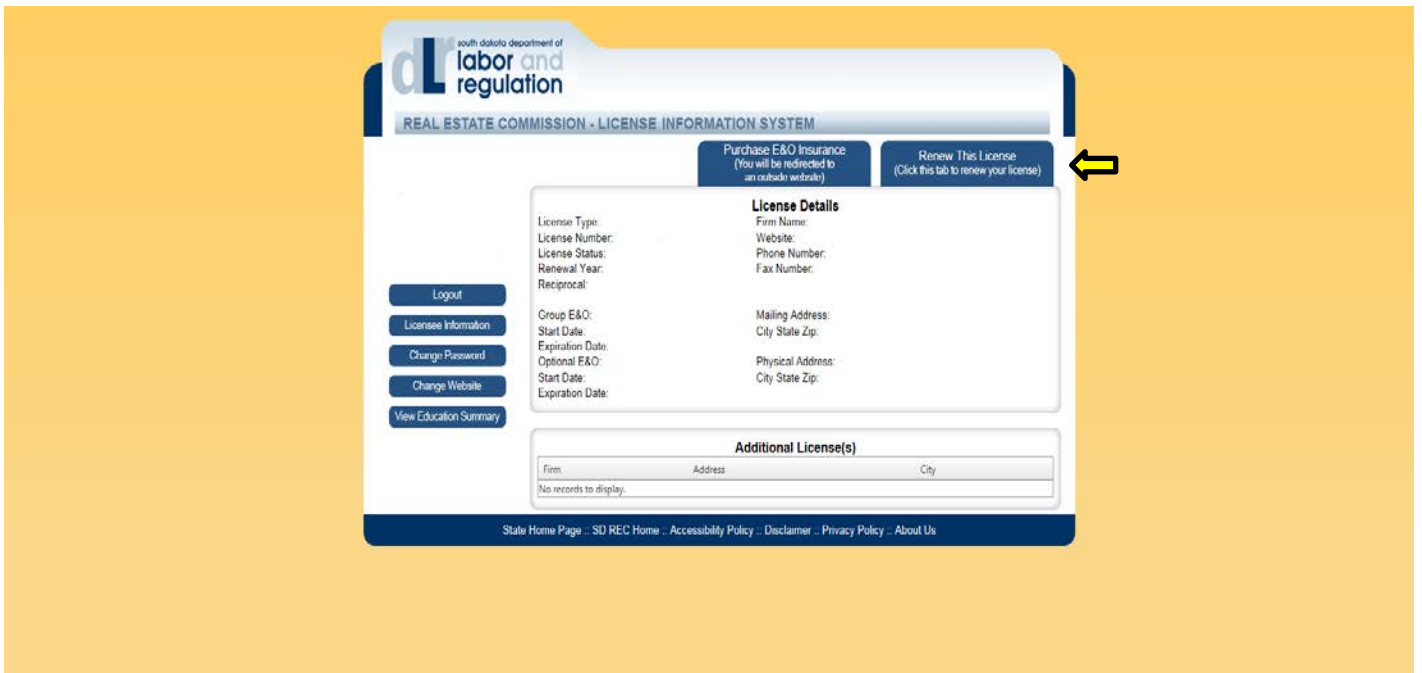 south dakota department of
dlr labor and
regulation
REAL ESTATE COMMISSION - LICENSE INFORMATION SYSTEM
Purchase E&O Insurance
(You will be redirected to
an outside website)
Renew This License
(Click this tab to renew your license)
License Details
License Type:
License Number:
License Status:
Renewal Year:
Reciprocal:
Group E&O:
Start Date:
Expiration Date:
Optional E&O:
Start Date:
Expiration Date:
Firm Name:
Website:
Phone Number:
Fax Number:
Mailing Address:
City State Zip:
Physical Address:
City State Zip:
Logout
Licensee Information
Change Password
Change Website
View Education Summary
Additional License(s)
Firm Address City
No records to display.
State Home Page :: SD REC Home :: Accessibility Policy :: Disclaimer :: Privacy Policy :: About Us